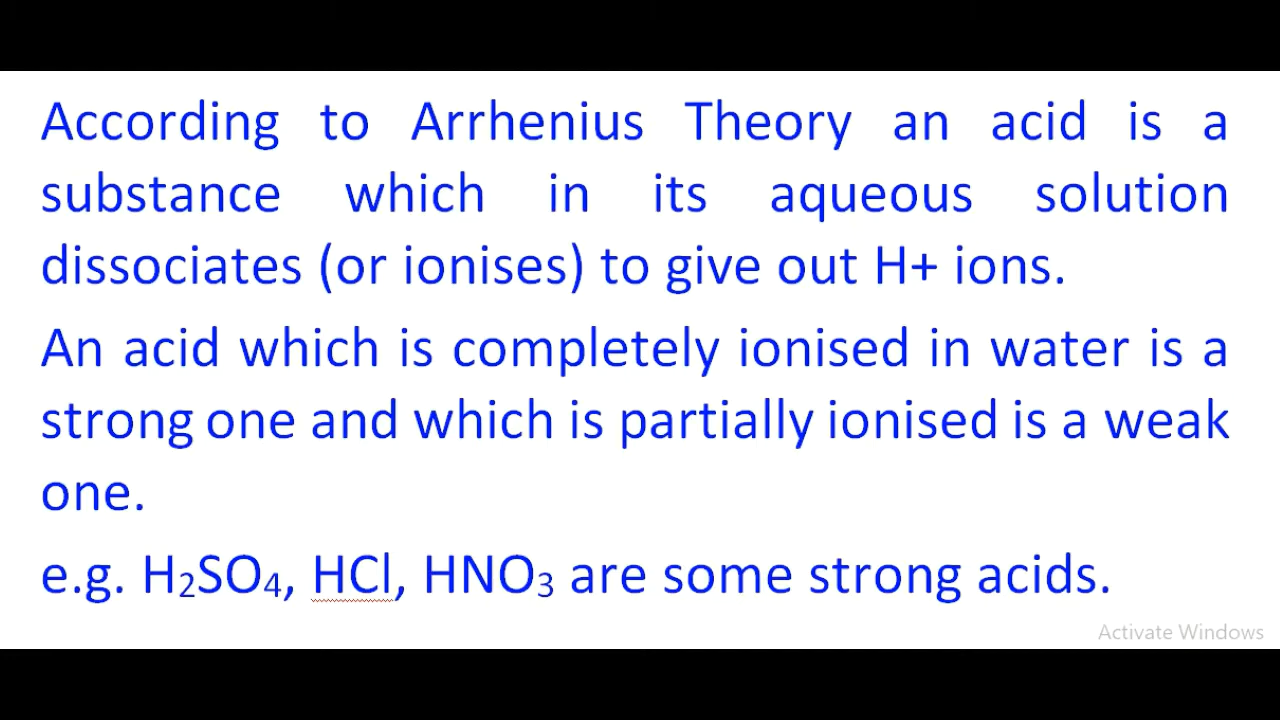 According to Arrhenius Theory an acid is a
substance which in its aqueous solution
dissociates (or ionises) to give out H+ ions.
An acid which is completely ionised in water is a
strong one and which is partially ionised is a weak
one.
e.g. H₂SO₄, HCl, HNO₃ are some strong acids.
Activate Windows